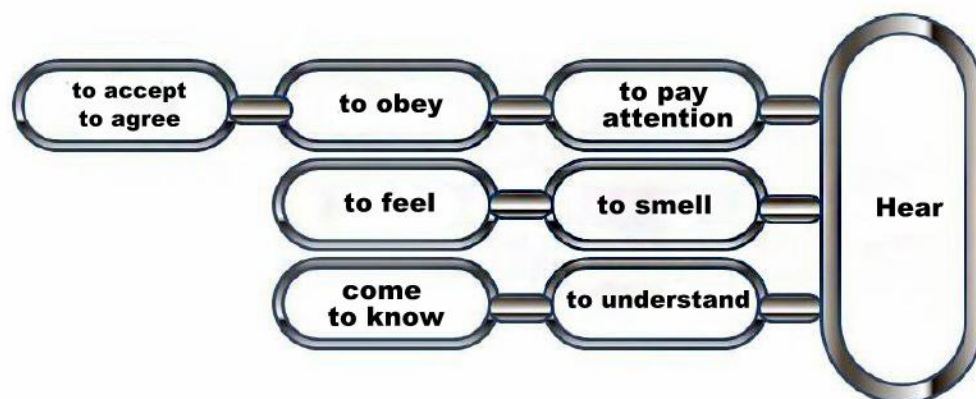 to accept
to agree
to obey
to pay
attention
to feel
to smell
Hear
come
to know
to understand